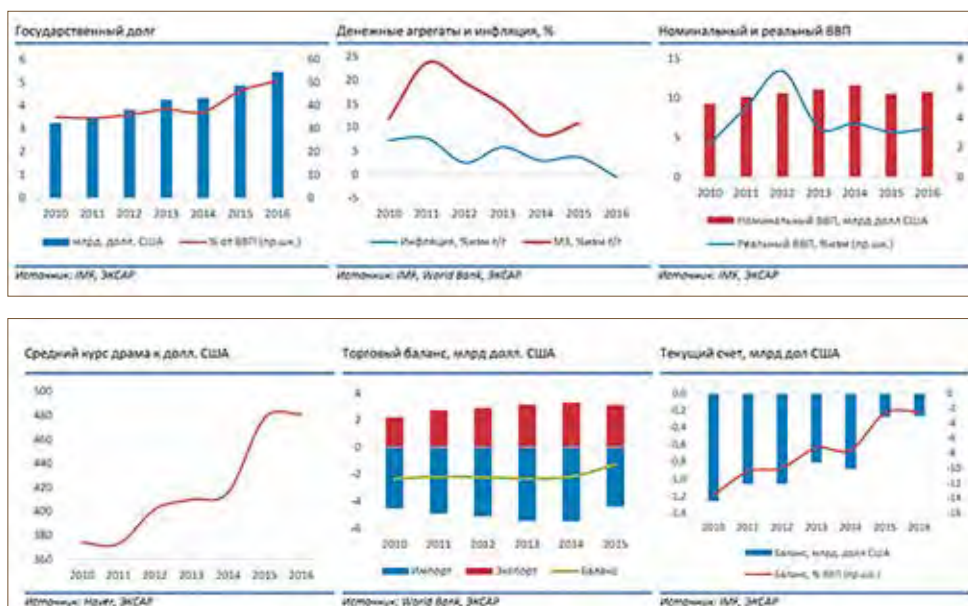 Государственный долг
6 60
5 50
4 40
3 30
2 20
1 10
0 0
2010 2011 2012 2013 2014 2015 2016
млрд. долл. США % от ВВП (пр.шк.)
Источник: IMF, ЭКСАР
Денежные агрегаты и инфляция, %
25
20
15
10
5
0
-5
2010 2011 2012 2013 2014 2015 2016
Инфляция, %изм г/г М3, %изм г/г
Источник: IMF, World Bank, ЭКСАР
Номинальный и реальный ВВП
15 8
6
10
4
5
2
0 0
2010 2011 2012 2013 2014 2015 2016
Номинальный ВВП, млрд долл США
Реальный ВВП, %изм (пр.шк.)
Источник: IMF, ЭКСАР
Средний курс драма к долл. США
500
480
460
440
420
400
380
360
2010 2011 2012 2013 2014 2015 2016
Источник: Haver, ЭКСАР
Торговый баланс, млрд долл. США
4
2
0
-2
-4
-6
2010 2011 2012 2013 2014 2015
Импорт Экспорт Баланс
Источник: World Bank, ЭКСАР
Текущий счет, млрд дол США
0,0 0
-0,2 -2
-0,4 -4
-0,6 -6
-0,8 -8
-1,0 -10
-1,2 -12
-1,4 -14
-16
2010 2011 2012 2013 2014 2015 2016
Баланс, млрд. долл США
Баланс, % ВВП (пр.шк.)
Источник: IMF, ЭКСАР